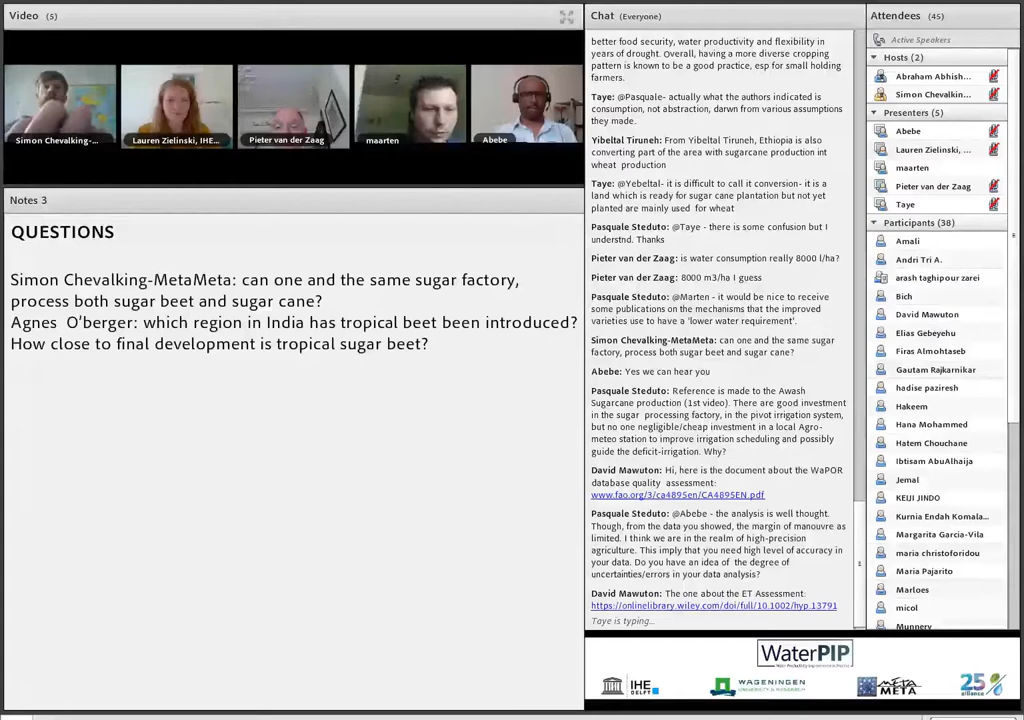 Video (5)
Simon Chevalking-...
Lauren Zielinski, IHE...
Pieter van der Zaag
maarten
Abebe
Notes 3
QUESTIONS
Simon Chevalking-MetaMeta: can one and the same sugar factory,
process both sugar beet and sugar cane?
Agnes O'berger: which region in India has tropical beet been introduced?
How close to final development is tropical sugar beet?
Chat (Everyone)
better food security, water productivity and flexibility in
years of drought. Overall, having a more diverse cropping
pattern is known to be a good practice, esp for small holding
farmers.
Taye: @Pasquale- actually what the authors indicated is
consumption, not abstraction, darwn from various assumptions
they made.
Yibeltal Tiruneh: From Yibeltal Tiruneh, Ethiopia is also
converting part of the area with sugarcane production int
wheat production
Taye: @Yebeltal- it is difficult to call it conversion- it is a
land which is ready for sugar cane plantation but not yet
planted are mainly used for wheat
Pasquale Steduto: @Taye - there is some confusion but I
understnd. Thanks
Pieter van der Zaag: is water consumption really 8000 l/ha?
Pieter van der Zaag: 8000 m3/ha I guess
Pasquale Steduto: @Marten - it would be nice to receive
some publications on the mechanisms that the improved
varieties use to have a 'lower water requirement'.
Simon Chevalking-MetaMeta: can one and the same sugar
factory, process both sugar beet and sugar cane?
Abebe: Yes we can hear you
Pasquale Steduto: Reference is made to the Awash
Sugarcane production (1st video). There are good investment
in the sugar processing factory, in the pivot irrigation system,
but no one negligible/cheap investment in a local Agro-
meteo station to improve irrigation scheduling and possibly
guide the deficit-irrigation. Why?
David Mawuton: Hi, here is the document about the WaPOR
database quality assessment:
www.fao.org/3/ca4895en/CA4895EN.pdf
Pasquale Steduto: @Abebe - the analysis is well thought.
Though, from the data you showed, the margin of manouvre as
limited. I think we are in the realm of high-precision
agriculture. This imply that you need high level of accuracy in
your data. Do you have an idea of the degree of
uncertainties/errors in your data analysis?
David Mawuton: The one about the ET Assessment:
https://onlinelibrary.wiley.com/doi/full/10.1002/hyp.13791
Taye is typing...
Attendees (45)
Active Speakers
Hosts (2)
Abraham Abhish...
Simon Chevalkin...
Presenters (5)
Abebe
Lauren Zielinski, ...
maarten
Pieter van der Zaag
Taye
Participants (38)
Amali
Andri Tri A.
arash taghipour zarei
Bich
David Mawuton
Elias Gebeyehu
Firas Almohtaseb
Gautam Rajkarnikar
hadise paziresh
Hakeem
Hana Mohammed
Hatem Chouchane
Ibtisam AbuAlhaija
Jemal
KEIJI JINDO
Kurnia Endah Komala...
Margarita Garcia-Vila
maria christoforidou
Maria Pajarito
Marloes
micol
Munnery
WaterPIP
IHE DELFT
WAGENINGEN
META META
25 alliance